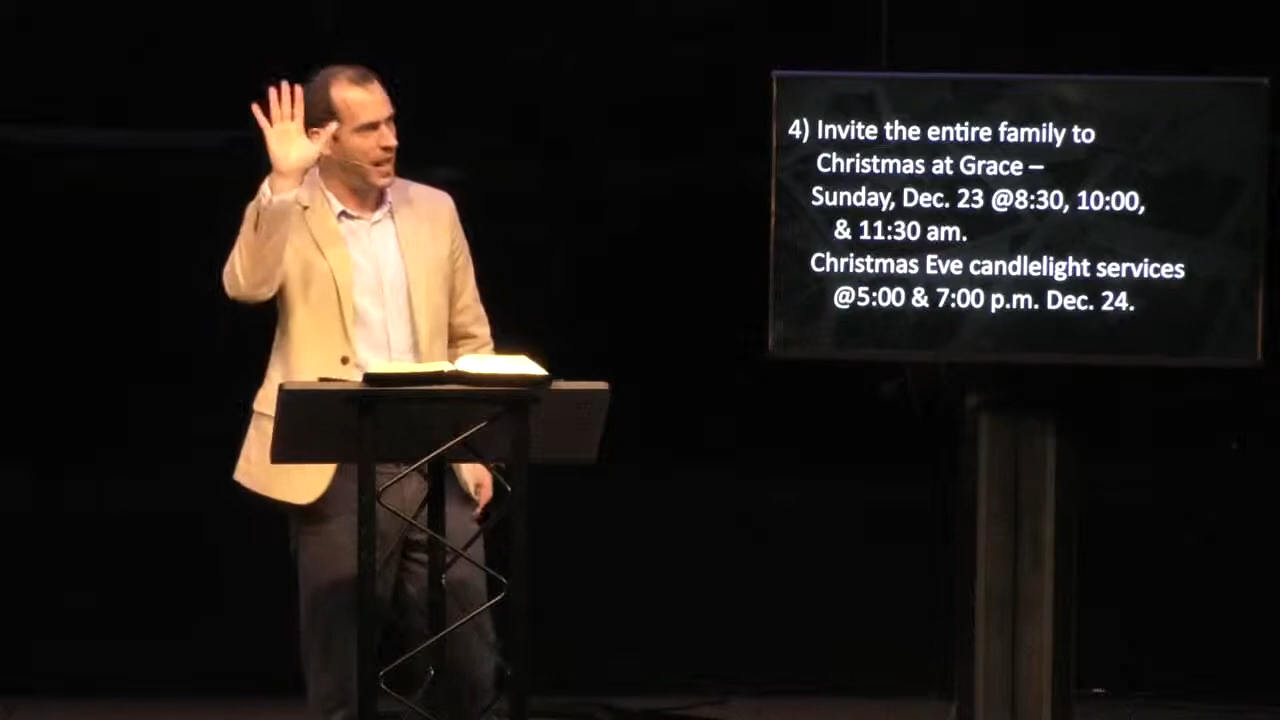 4) Invite the entire family to
Christmas at Grace –
Sunday, Dec. 23 @8:30, 10:00,
& 11:30 am.
Christmas Eve candlelight services
@5:00 & 7:00 p.m. Dec. 24.